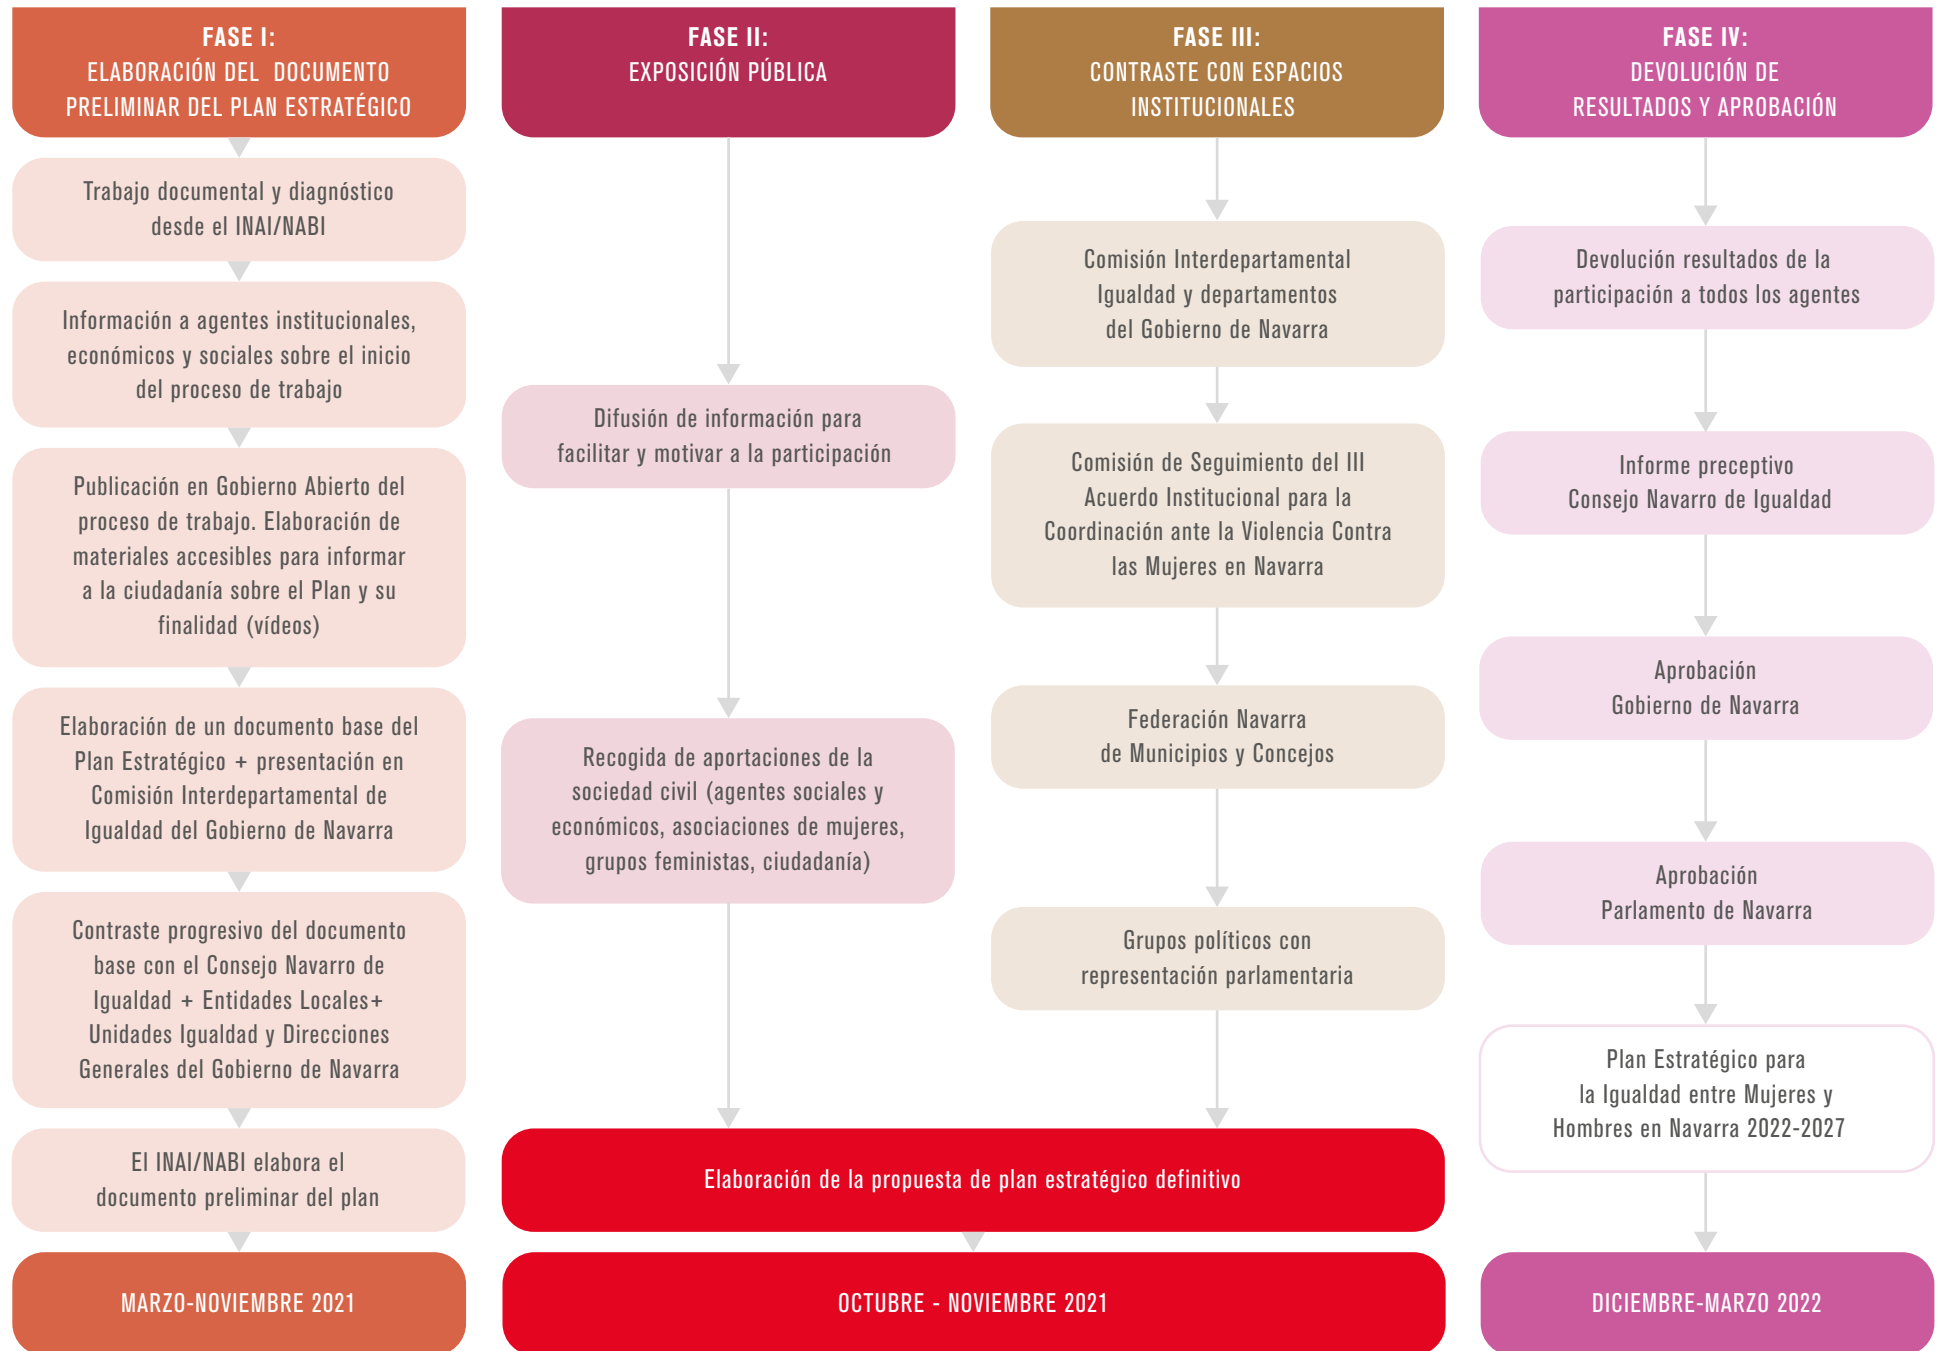 FASE I:
ELABORACIÓN DEL DOCUMENTO
PRELIMINAR DEL PLAN ESTRATÉGICO
Trabajo documental y diagnóstico
desde el INAI/NABI
Información a agentes institucionales,
económicos y sociales sobre el inicio
del proceso de trabajo
Publicación en Gobierno Abierto del
proceso de trabajo. Elaboración de
materiales accesibles para informar
a la ciudadanía sobre el Plan y su
finalidad (vídeos)
Elaboración de un documento base del
Plan Estratégico + presentación en
Comisión Interdepartamental de
Igualdad del Gobierno de Navarra
Contraste progresivo del documento
base con el Consejo Navarro de
Igualdad + Entidades Locales+
Unidades Igualdad y Direcciones
Generales del Gobierno de Navarra
El INAI/NABI elabora el
documento preliminar del plan
MARZO-NOVIEMBRE 2021
FASE II:
EXPOSICIÓN PÚBLICA
Difusión de información para
facilitar y motivar a la participación
Recogida de aportaciones de la
sociedad civil (agentes sociales y
económicos, asociaciones de mujeres,
grupos feministas, ciudadanía)
FASE III:
CONTRASTE CON ESPACIOS
INSTITUCIONALES
Comisión Interdepartamental
Igualdad y departamentos
del Gobierno de Navarra
Comisión de Seguimiento del III
Acuerdo Institucional para la
Coordinación ante la Violencia Contra
las Mujeres en Navarra
Federación Navarra
de Municipios y Concejos
Grupos políticos con
representación parlamentaria
Elaboración de la propuesta de plan estratégico definitivo
OCTUBRE - NOVIEMBRE 2021
FASE IV:
DEVOLUCIÓN DE
RESULTADOS Y APROBACIÓN
Devolución resultados de la
participación a todos los agentes
Informe preceptivo
Consejo Navarro de Igualdad
Aprobación
Gobierno de Navarra
Aprobación
Parlamento de Navarra
Plan Estratégico para
la Igualdad entre Mujeres y
Hombres en Navarra 2022-2027
DICIEMBRE-MARZO 2022